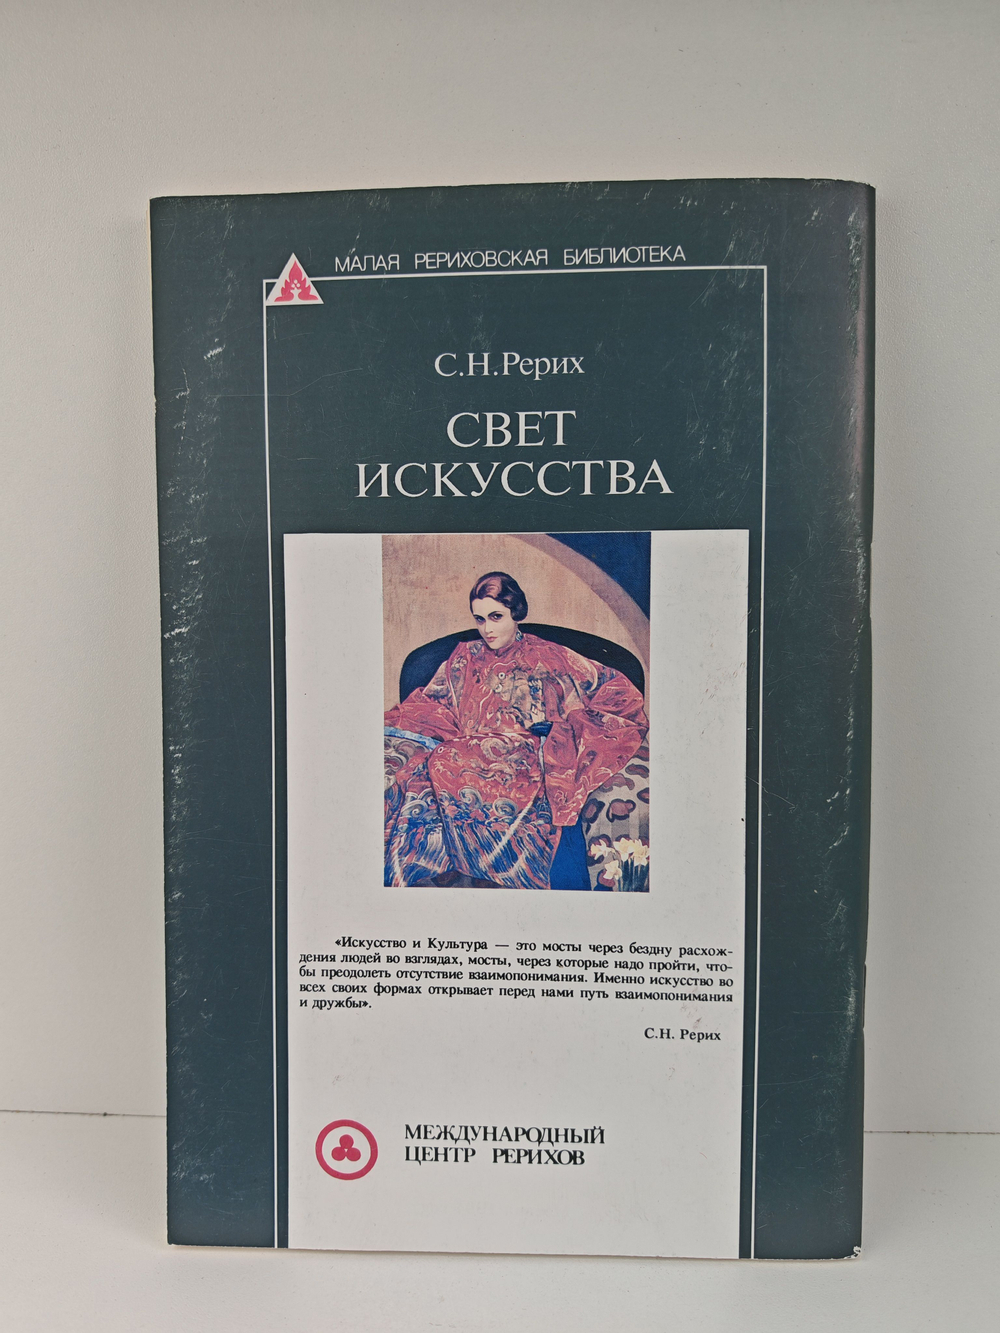 МАЛАЯ РЕРИХОВСКАЯ БИБЛИОТЕКА
С.Н.Рерих
СВЕТ
ИСКУССТВА
«Искусство и Культура — это мосты через бездну расхож-
дения людей во взглядах, мосты, через которые надо пройти, что-
бы преодолеть отсутствие взаимопонимания. Именно искусство во
всех своих формах открывает перед нами путь взаимопонимания
и дружбы».
С.Н. Рерих
МЕЖДУНАРОДНЫЙ
ЦЕНТР РЕРИХОВ